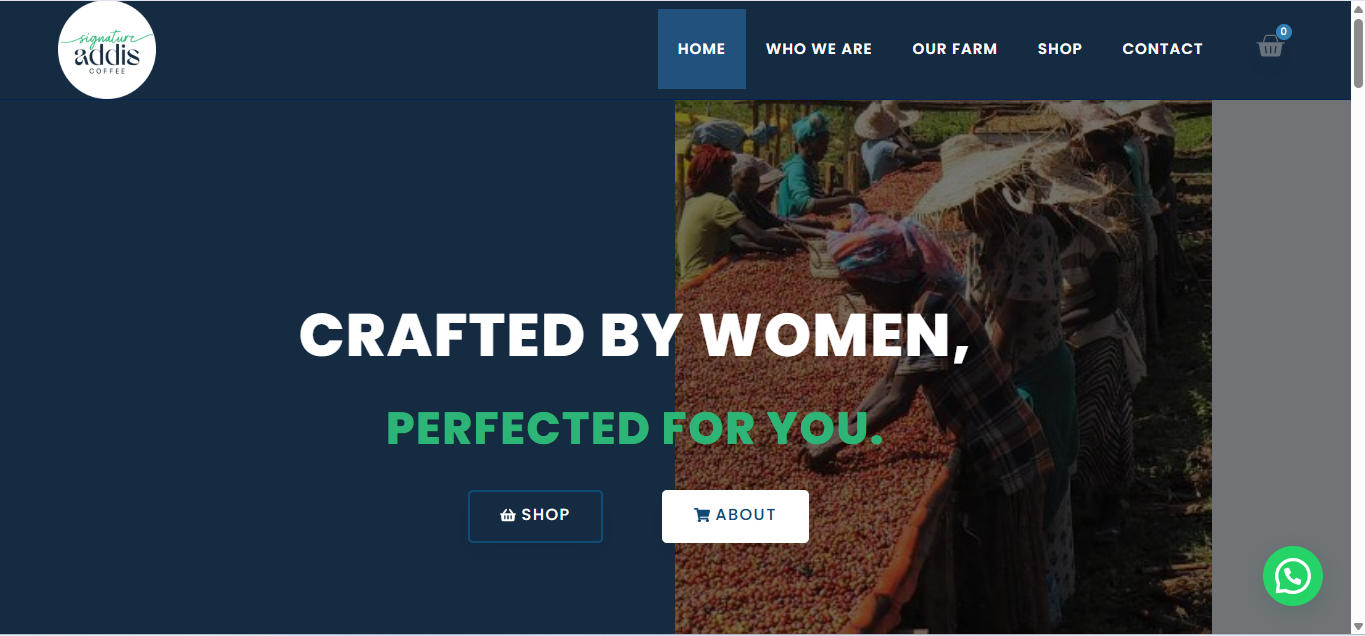 signature
addis
COFFEE
HOME WHO WE ARE OUR FARM SHOP CONTACT 0
CRAFTED BY WOMEN,
PERFECTED FOR YOU.
SHOP ABOUT